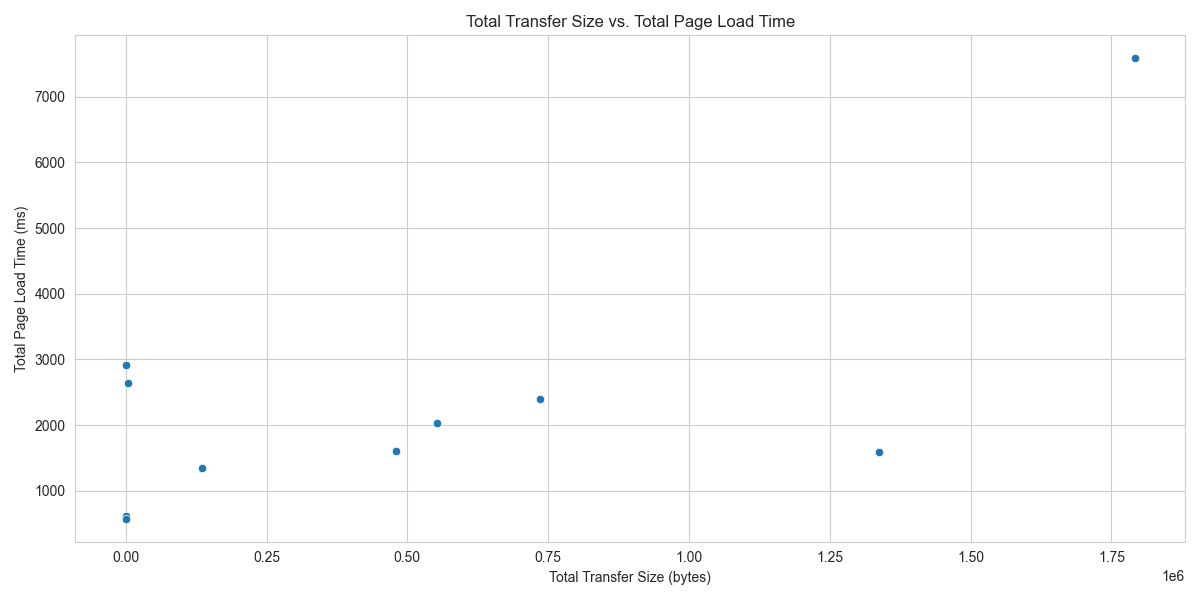 Total Transfer Size vs. Total Page Load Time
Total Page Load Time (ms)
7000
6000
5000
4000
3000
2000
1000
0.00 0.25 0.50 0.75 1.00 1.25 1.50 1.75
Total Transfer Size (bytes)
1e6